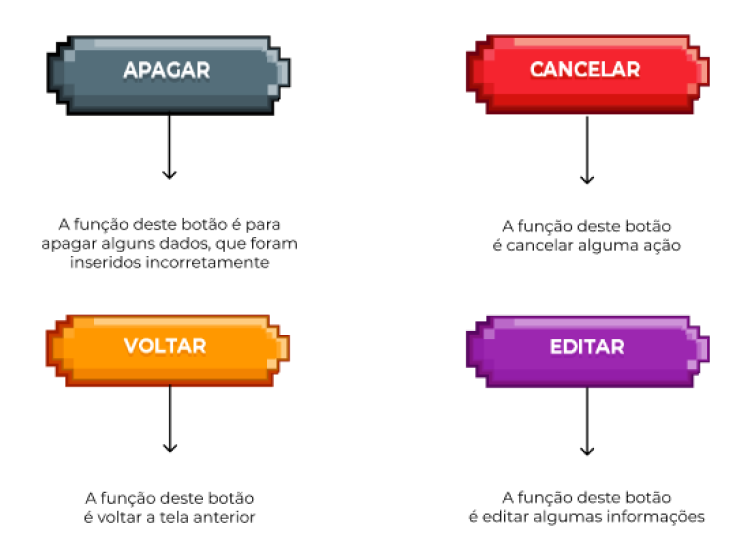 APAGAR
CANCELAR
A função deste botão é para
apagar alguns dados, que foram
inseridos incorretamente
A função deste botão
é cancelar alguma ação
VOLTAR
EDITAR
A função deste botão
é voltar a tela anterior
A função deste botão
é editar algumas informações